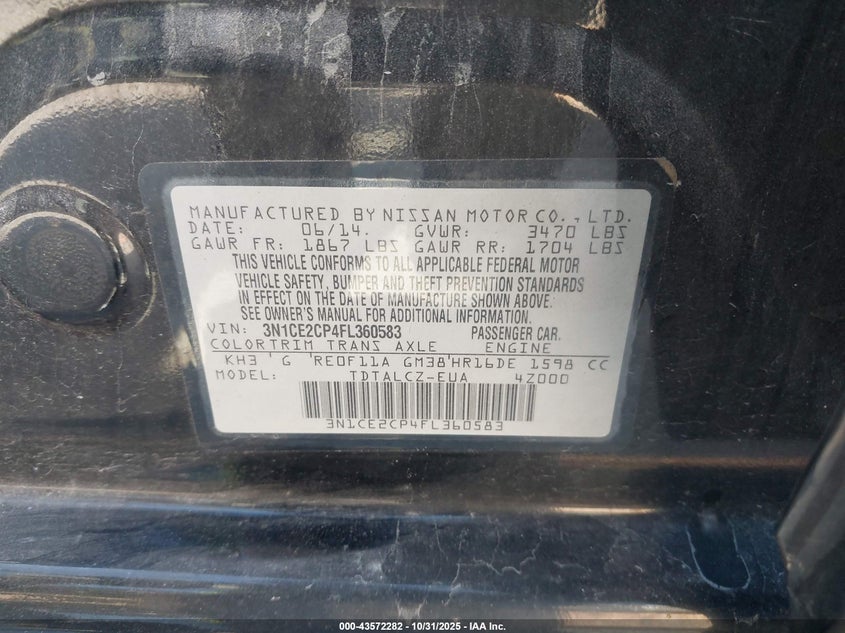 MANUFACTURED BY NISSAN MOTOR CO., LTD.
DATE: 06/14. GVWR: 3470 LBS
GAWR FR: 1867 LBS GAWR RR: 1704 LBS
THIS VEHICLE CONFORMS TO ALL APPLICABLE FEDERAL MOTOR
VEHICLE SAFETY, BUMPER AND THEFT PREVENTION STANDARDS
IN EFFECT ON THE DATE OF MANUFACTURE SHOWN ABOVE.
SEE OWNER'S MANUAL FOR ADDITIONAL INFORMATION.
VIN: 3N1CE2CP4FL360583 PASSENGER CAR.
COLOR TRIM TRANS AXLE ENGINE
KH3 ' G 'RE0F11A GM38'HR16DE 1598 CC
MODEL: TDTALCZ-EUA 4Z000
3N1CE2CP4FL360583
000-43572282 - 10/31/2025 - IAA Inc.